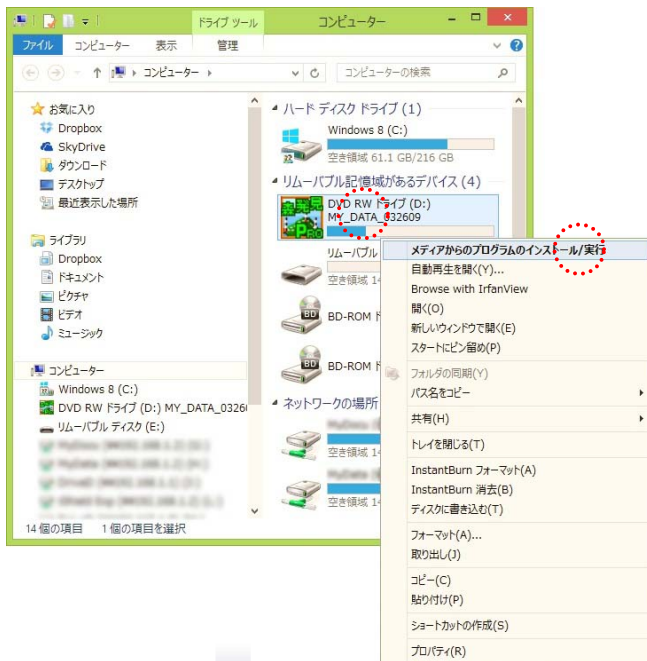 ドライブ ツール
コンピューター
ファイル
コンピューター
表示
管理
コンピューター
コンピューターの検索
お気に入り
Dropbox
SkyDrive
ダウンロード
デスクトップ
最近表示した場所
ライブラリ
Dropbox
ドキュメント
ピクチャ
ビデオ
ミュージック
コンピューター
Windows 8 (C:)
DVD RW ドライブ (D:) MY_DATA_0326
リムーバブル ディスク (E:)
14 個の項目 1 個の項目を選択
ハード ディスク ドライブ (1)
Windows 8 (C:)
空き領域 61.1 GB/216 GB
リムーバブル記憶域があるデバイス (4)
DVD RW ドライブ (D:)
MY_DATA_032609
リムーバブル
空き領域 14
BD-ROM
BD-ROM
ネットワークの場所
空き領域 14
空き領域 14
メディアからのプログラムのインストール/実行
自動再生を開く(Y)...
Browse with IrfanView
開く(O)
新しいウィンドウで開く(E)
スタートにピン留め(P)
フォルダの同期(Y)
パス名をコピー
共有(H)
トレイを閉じる(T)
InstantBurn フォーマット(A)
InstantBurn 消去(B)
ディスクに書き込む(T)
フォーマット(A)...
取り出し(J)
コピー(C)
貼り付け(P)
ショートカットの作成(S)
プロパティ(R)